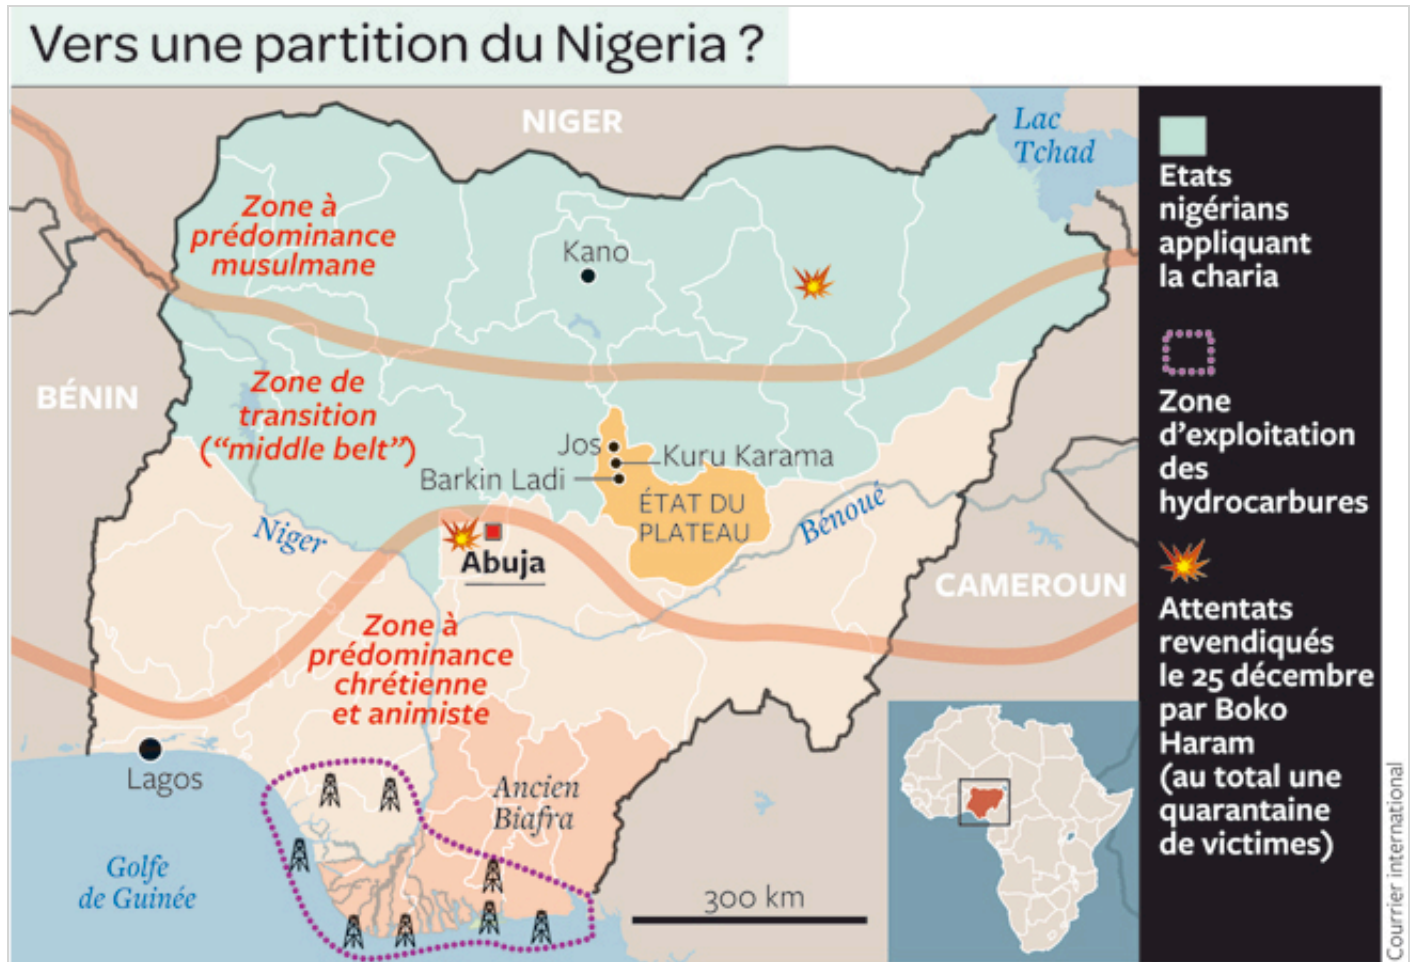 Vers une partition du Nigeria ?
NIGER
Lac
Tchad
Zone à
prédominance
musulmane
Kano
BÉNIN
Zone de
transition
(“middle belt”)
Jos
Kuru Karama
Barkin Ladi
ÉTAT DU
PLATEAU
Niger
Bénoué
Abuja
CAMEROUN
Zone à
prédominance
chrétienne
et animiste
Lagos
Ancien
Biafra
Golfe
de Guinée
300 km
Etats
nigérians
appliquant
la charia
Zone
d’exploitation
des
hydrocarbures
Attentats
revendiqués
le 25 décembre
par Boko
Haram
(au total une
quarantaine
de victimes)
Courrier international